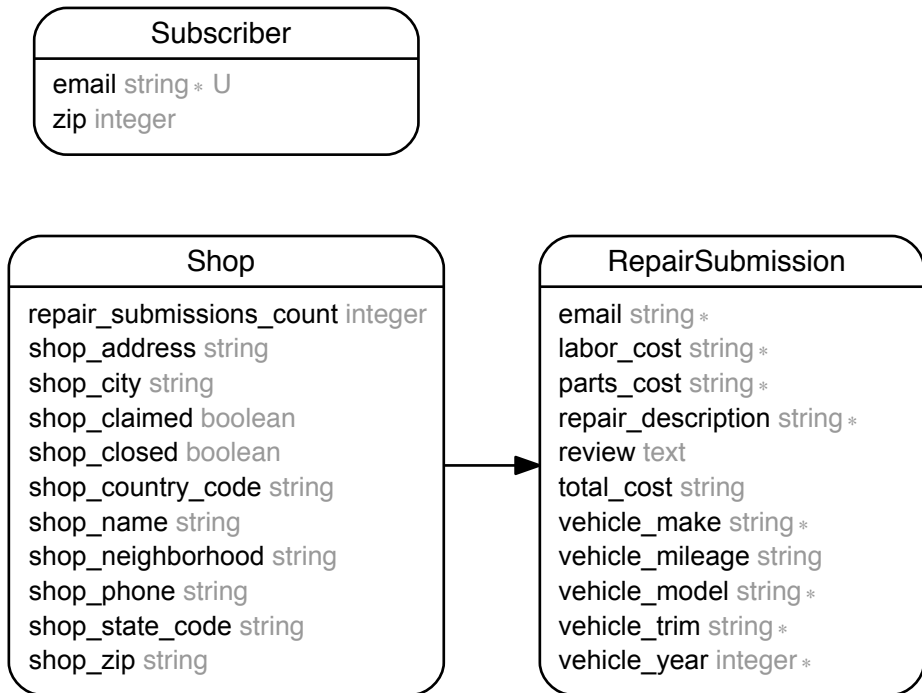 Subscriber
email string * U
zip integer
Shop
repair_submissions_count integer
shop_address string
shop_city string
shop_claimed boolean
shop_closed boolean
shop_country_code string
shop_name string
shop_neighborhood string
shop_phone string
shop_state_code string
shop_zip string
RepairSubmission
email string *
labor_cost string *
parts_cost string *
repair_description string *
review text
total_cost string
vehicle_make string *
vehicle_mileage string
vehicle_model string *
vehicle_trim string *
vehicle_year integer *